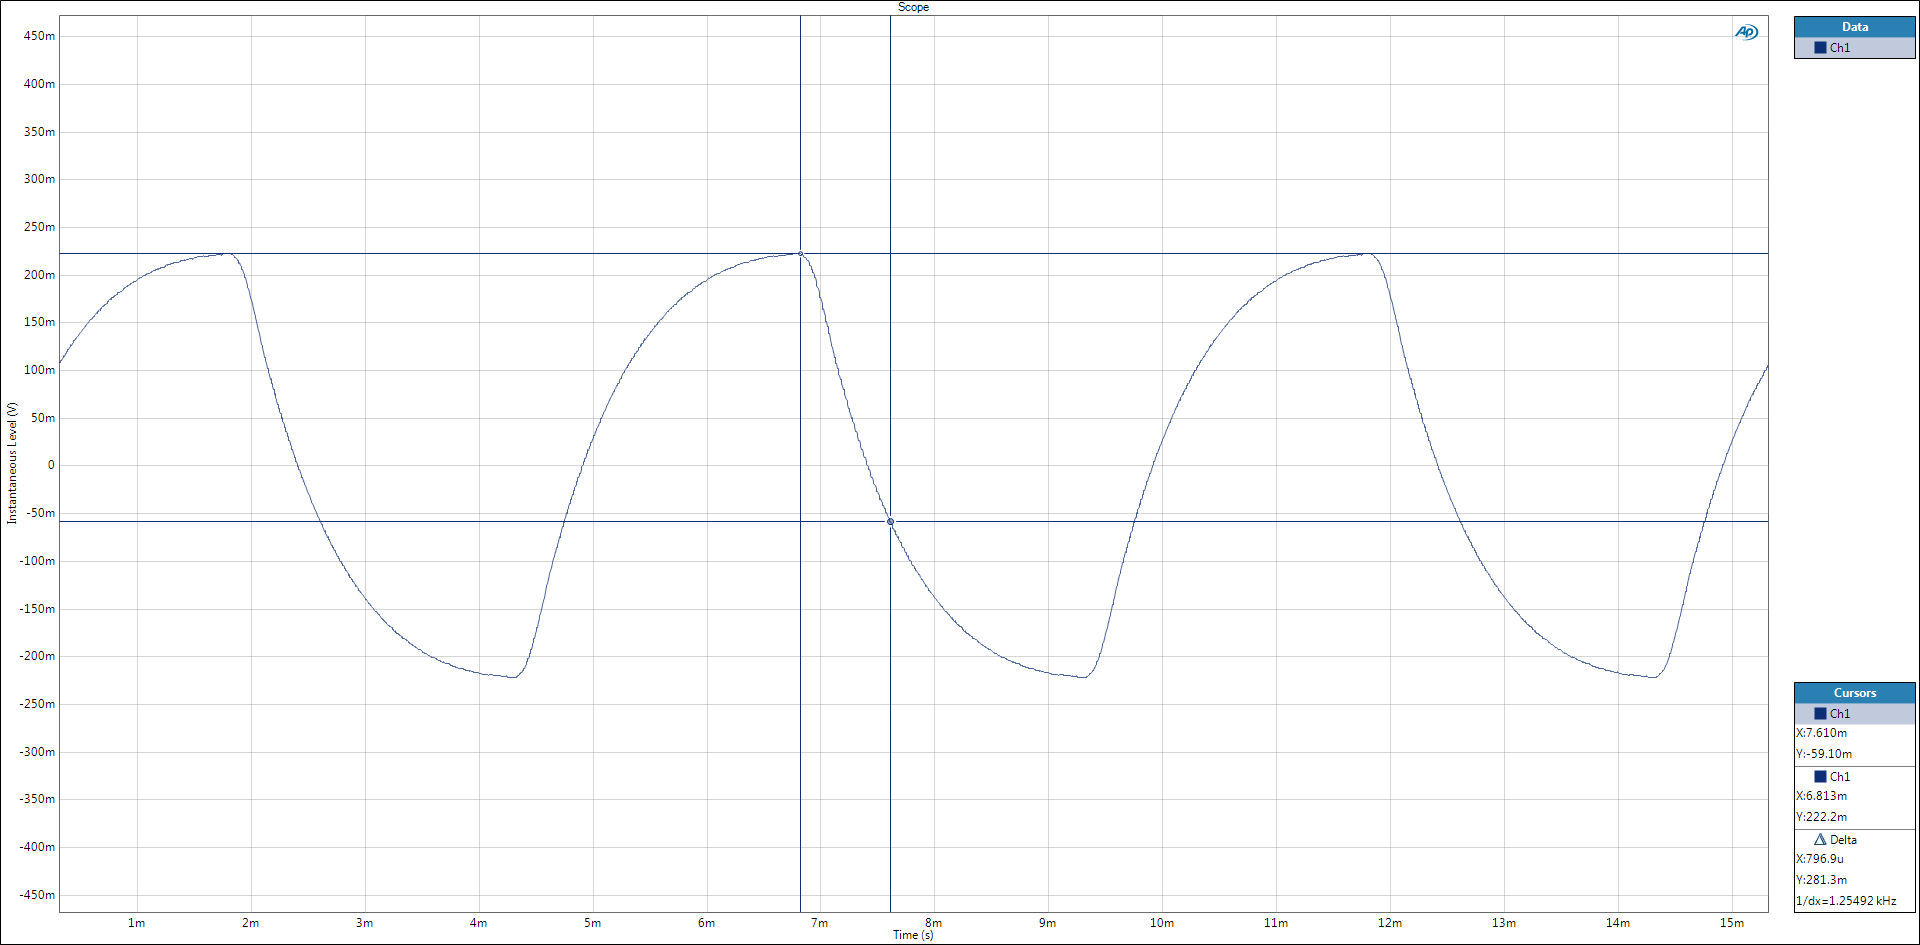 Scope
AP
Data
Ch1
450m
400m
350m
300m
250m
200m
150m
100m
50m
0
-50m
-100m
-150m
-200m
-250m
-300m
-350m
-400m
-450m
Instantaneous Level (V)
1m 2m 3m 4m 5m 6m 7m 8m 9m 10m 11m 12m 13m 14m 15m
Time (s)
Cursors
Ch1
X:7.610m
Y:-59.10m
Ch1
X:6.813m
Y:222.2m
Delta
X:796.9u
Y:281.3m
1/dx=1.25492 kHz